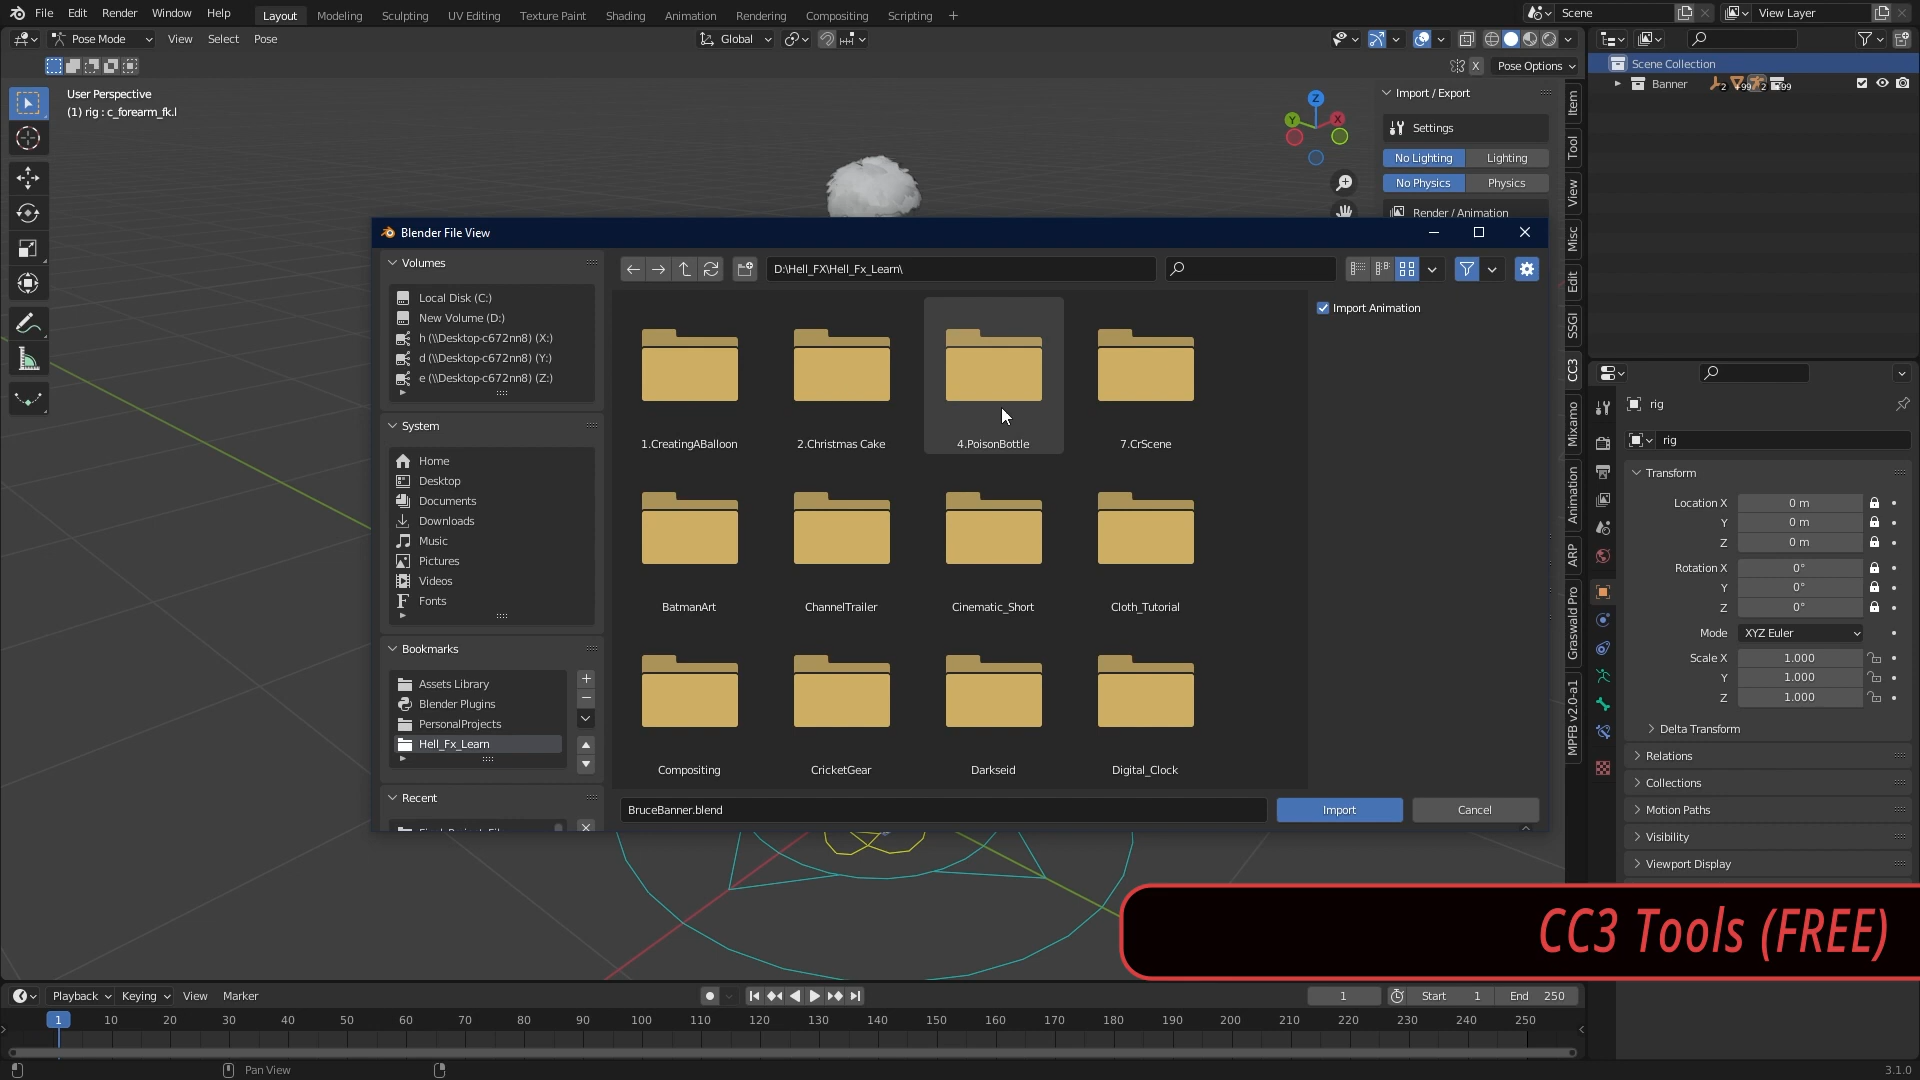 File Edit Render Window Help Layout Modeling Sculpting UV Editing Texture Paint Shading Animation Rendering Compositing Scripting + Scene View Layer
Pose Mode View Select Pose Global
X Pose Options
User Perspective
(1) rig : c_forearm_fk.l
Import / Export
Settings
No Lighting Lighting
No Physics Physics
Render / Animation
Z
Y
X
Item
Tool
View
Misc
Edit
SSGI
CC3
Mixamo
Animation
ARP
Graswald Pro
MPFB v2.0-a1
Scene Collection
Banner 2 99 2 99
Blender File View
Volumes
Local Disk (C:)
New Volume (D:)
h (\\Desktop-c672nn8) (X:)
d (\\Desktop-c672nn8) (Y:)
e (\\Desktop-c672nn8) (Z:)
System
Home
Desktop
Documents
Downloads
Music
Pictures
Videos
Fonts
Bookmarks
Assets Library
Blender Plugins
PersonalProjects
Hell_Fx_Learn
Recent
D:\Hell_FX\Hell_Fx_Learn\
Import Animation
1.CreatingABalloon 2.Christmas Cake 4.PoisonBottle 7.CrScene
BatmanArt ChannelTrailer Cinematic_Short Cloth_Tutorial
Compositing CricketGear Darkseid Digital_Clock
BruceBanner.blend Import Cancel
rig
rig
Transform
Location X 0 m
Y 0 m
Z 0 m
Rotation X 0°
Y 0°
Z 0°
Mode XYZ Euler
Scale X 1.000
Y 1.000
Z 1.000
Delta Transform
Relations
Collections
Motion Paths
Visibility
Viewport Display
CC3 Tools (FREE)
Playback Keying View Marker 1 Start 1 End 250
1 10 20 30 40 50 60 70 80 90 100 110 120 130 140 150 160 170 180 190 200 210 220 230 240 250
Pan View 3.1.0